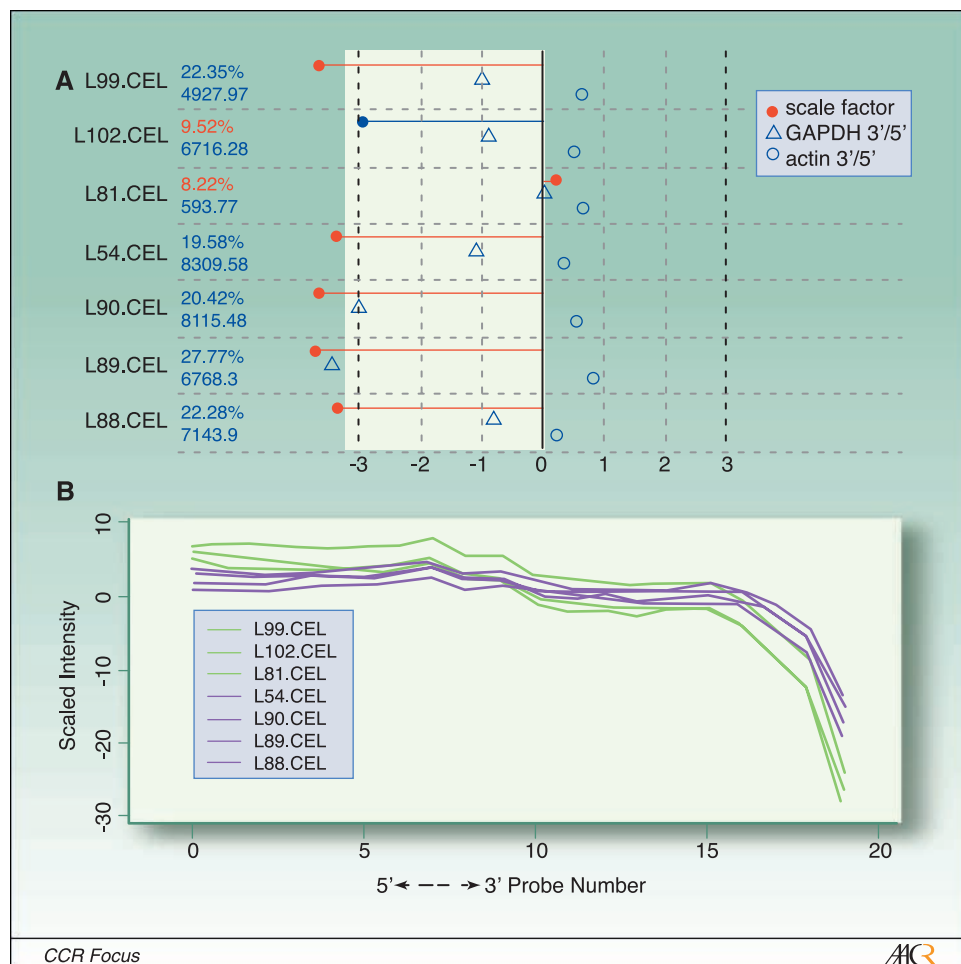 A
L99.CEL
22.35%
4927.97
L102.CEL
9.52%
6716.28
L81.CEL
8.22%
593.77
L54.CEL
19.58%
8309.58
L90.CEL
20.42%
8115.48
L89.CEL
27.77%
6768.3
L88.CEL
22.28%
7143.9
scale factor
GAPDH 3'/5'
actin 3'/5'
-3 -2 -1 0 1 2 3
B
Scaled Intensity
10
0
-10
-20
-30
L99.CEL
L102.CEL
L81.CEL
L54.CEL
L90.CEL
L89.CEL
L88.CEL
0 5 10 15 20
5' 3' Probe Number
CCR Focus
AACR